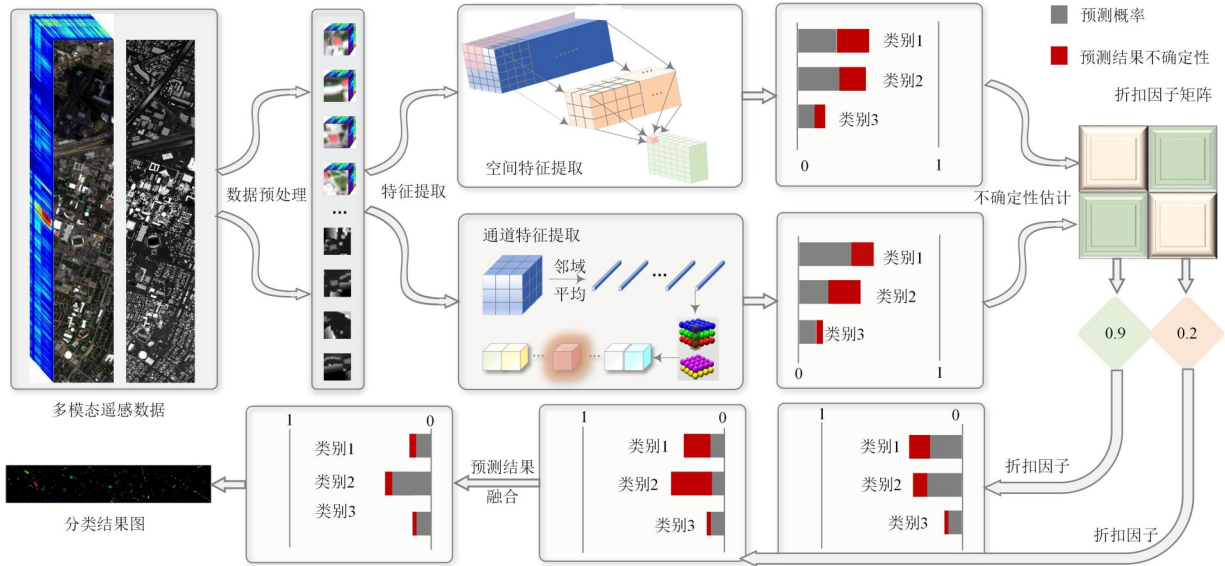 预测概率
预测结果不确定性
类别1
类别2
类别3
0
1
空间特征提取
折扣因子矩阵
数据预处理
特征提取
...
......
...
...
不确定性估计
通道特征提取
邻域
平均
...
...
...
类别1
类别2
类别3
0
1
0.9
0.2
多模态遥感数据
1
0
类别1
类别2
类别3
预测结果
融合
1
0
类别1
类别2
类别3
1
0
类别1
类别2
类别3
折扣因子
折扣因子
分类结果图